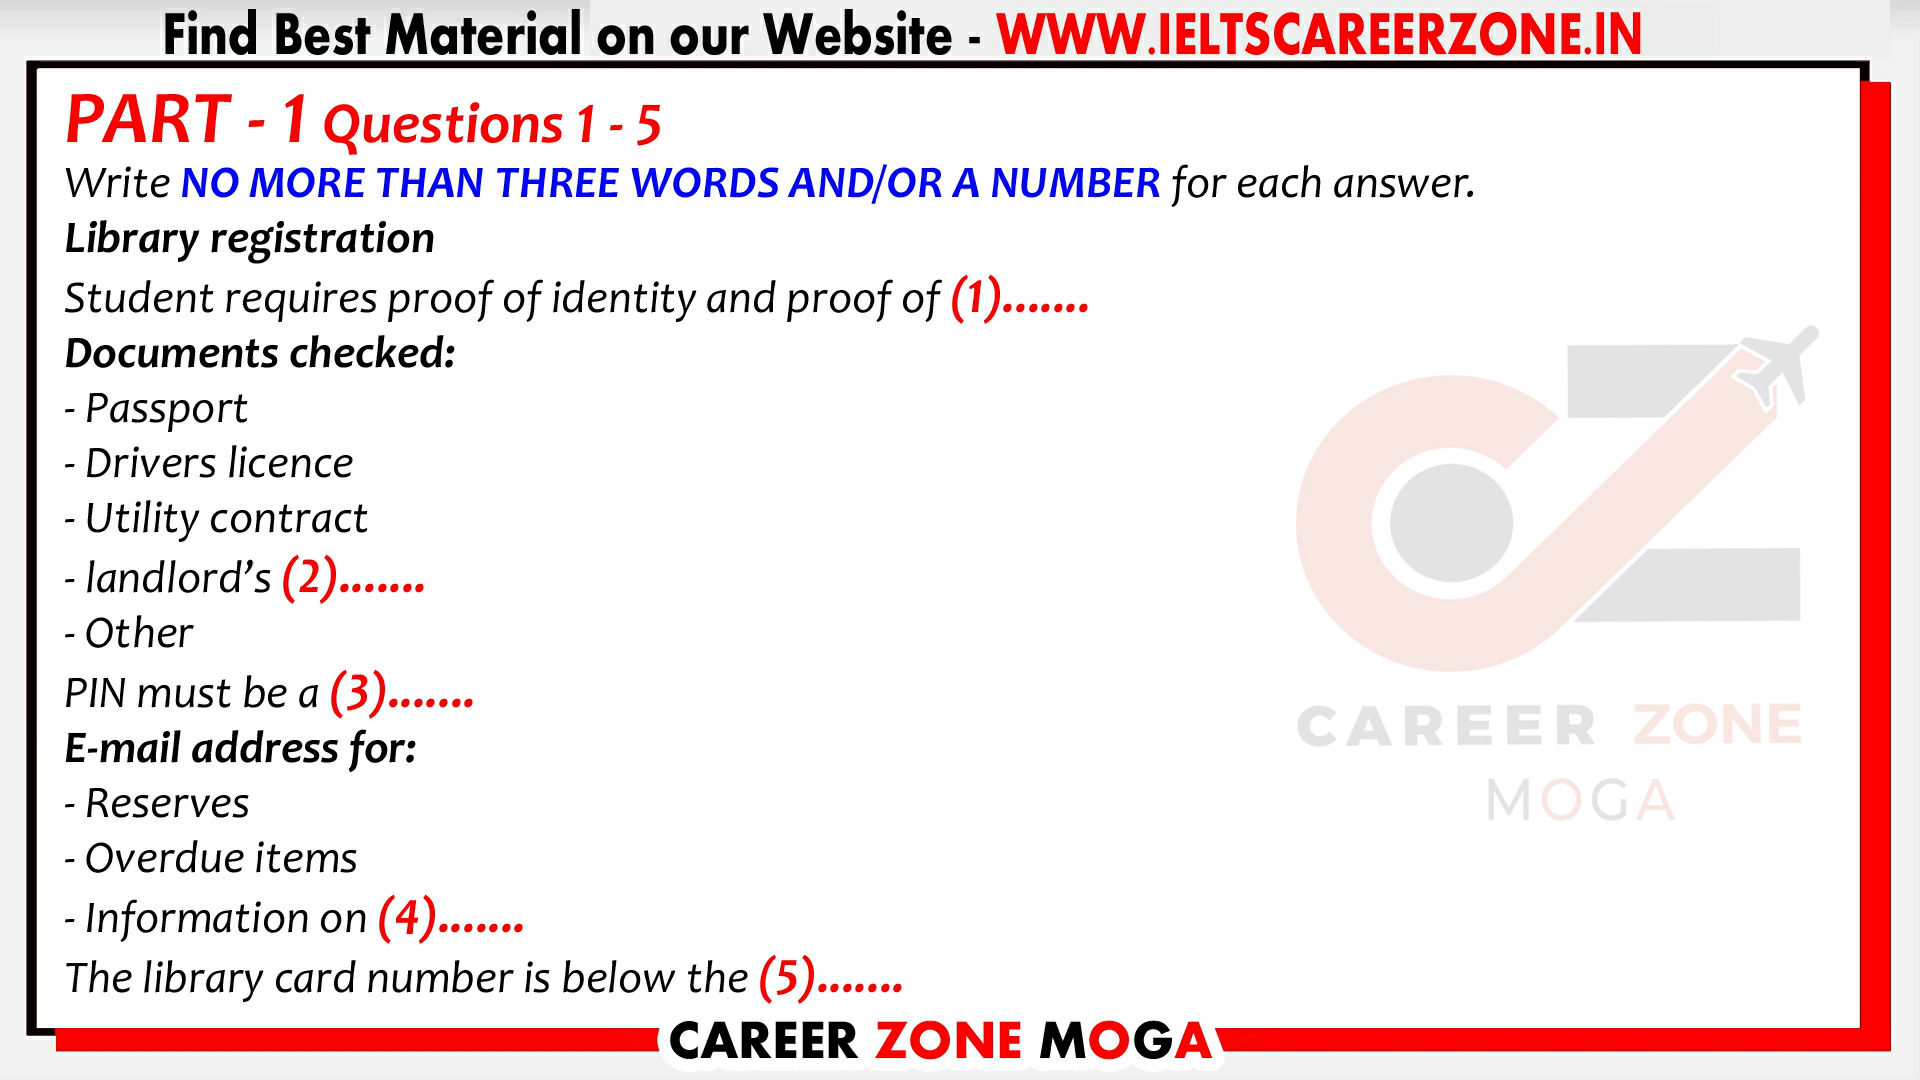 Find Best Material on our Website - WWW.IELTSCAREERZONE.IN
PART - 1 Questions 1 - 5
Write NO MORE THAN THREE WORDS AND/OR A NUMBER for each answer.
Library registration
Student requires proof of identity and proof of (1).......
Documents checked:
- Passport
- Drivers licence
- Utility contract
- landlord’s (2).......
- Other
PIN must be a (3).......
E-mail address for:
- Reserves
- Overdue items
- Information on (4).......
The library card number is below the (5).......
CZ
CAREER ZONE
MOGA
CAREER ZONE MOGA